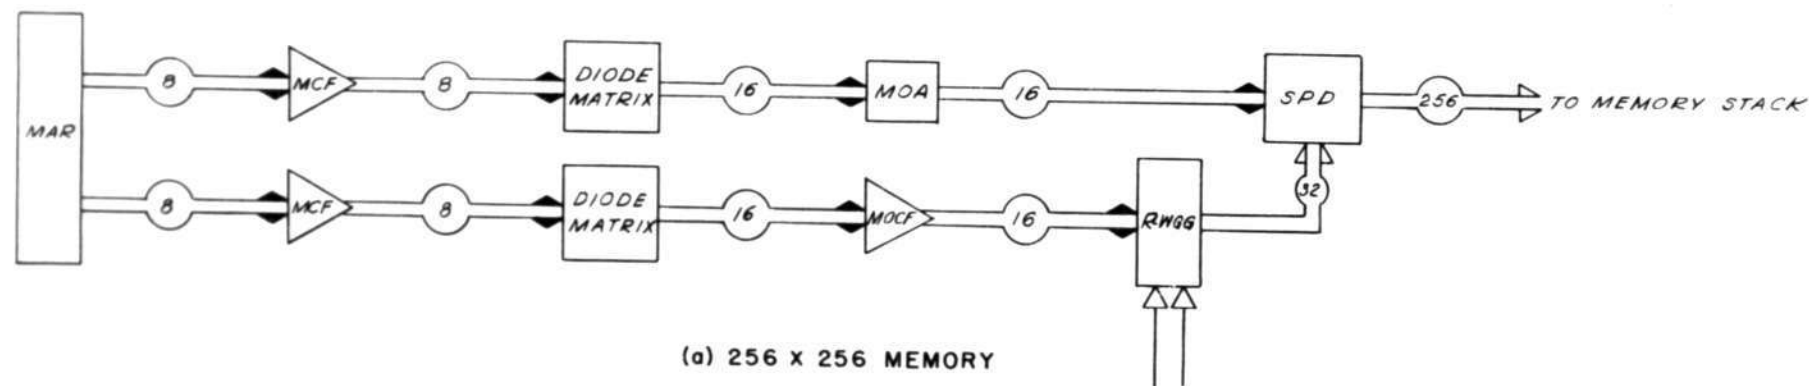 MAR
8
MCF
8
DIODE
MATRIX
16
MOA
16
SPD
256
TO MEMORY STACK
8
MCF
8
DIODE
MATRIX
16
MOCF
16
RWGG
32
(a) 256 X 256 MEMORY